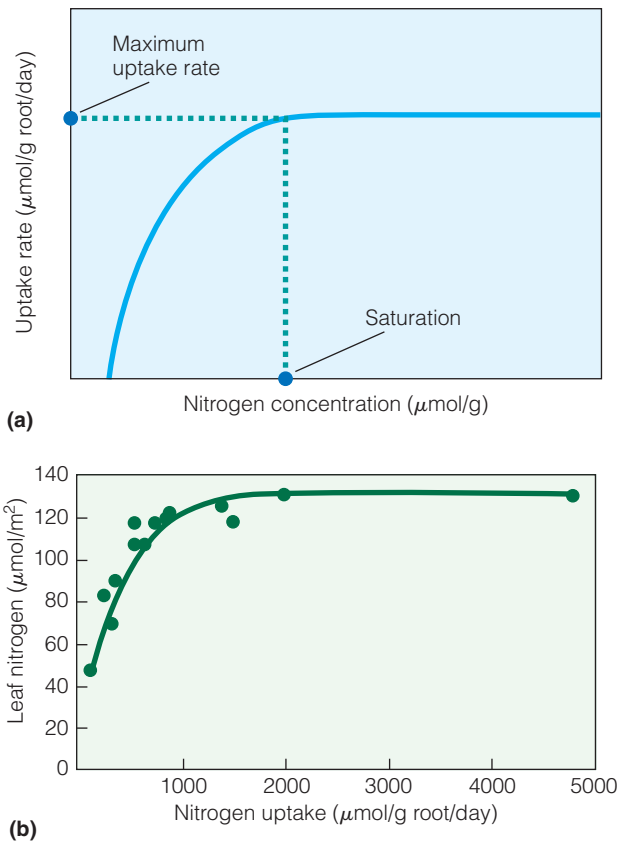 Maximum
uptake rate
Uptake rate (μmol/g root/day)
Saturation
Nitrogen concentration (μmol/g)
(a)
140
120
100
80
60
40
20
0
Leaf nitrogen (μmol/m²)
1000
2000
3000
4000
5000
Nitrogen uptake (μmol/g root/day)
(b)